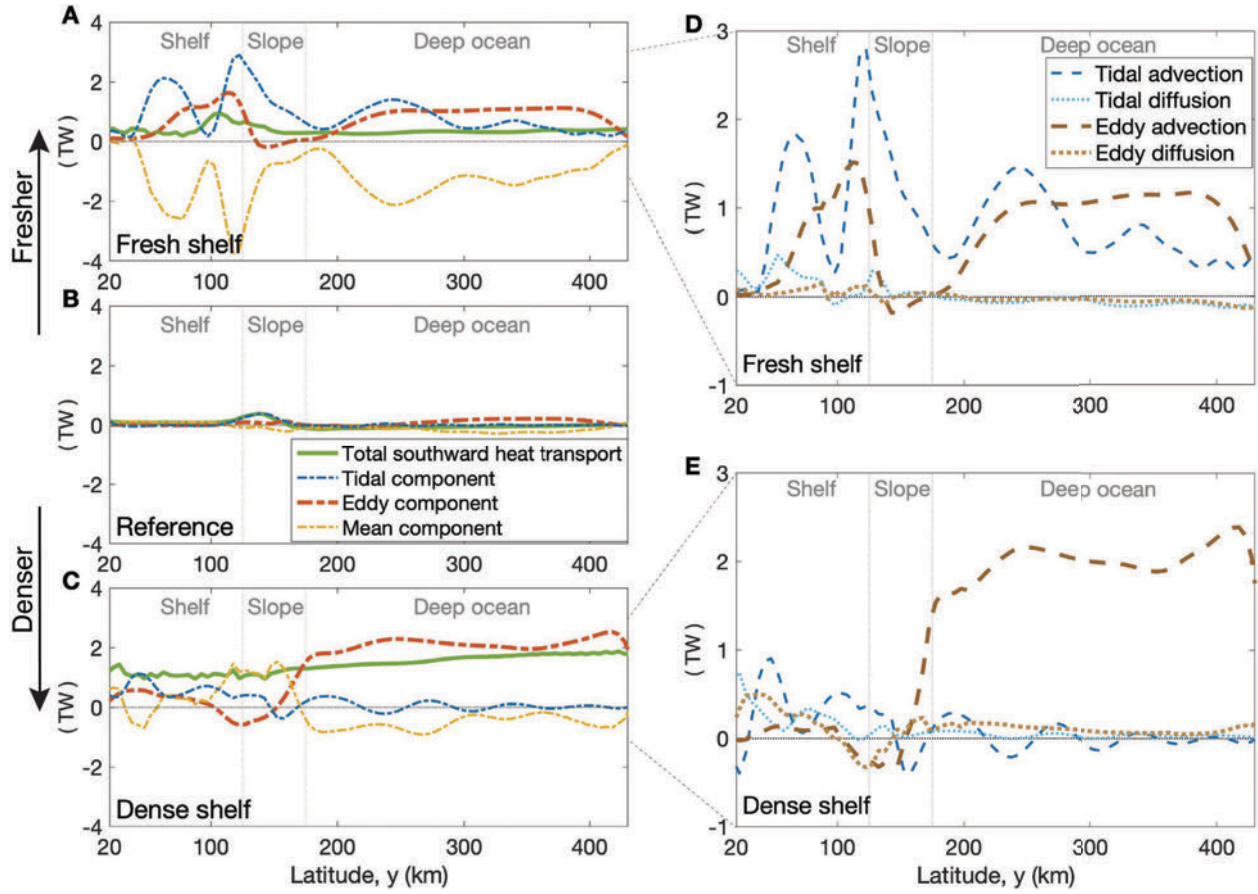 A
4
Shelf
Slope
Deep ocean
2
0
(TW)
-2
-4
Fresh shelf
20
100
200
300
400
Fresher
B
4
Shelf
Slope
Deep ocean
2
0
(TW)
-2
-4
Reference
Total southward heat transport
Tidal component
Eddy component
Mean component
20
100
200
300
400
Denser
C
4
Shelf
Slope
Deep ocean
2
0
(TW)
-2
-4
Dense shelf
20
100
200
300
400
Latitude, y (km)
D
3
Shelf
Slope
Deep ocean
Tidal advection
Tidal diffusion
Eddy advection
Eddy diffusion
2
1
(TW)
0
-1
Fresh shelf
20
100
200
300
400
E
3
Shelf
Slope
Deep ocean
2
1
(TW)
0
-1
Dense shelf
20
100
200
300
400
Latitude, y (km)